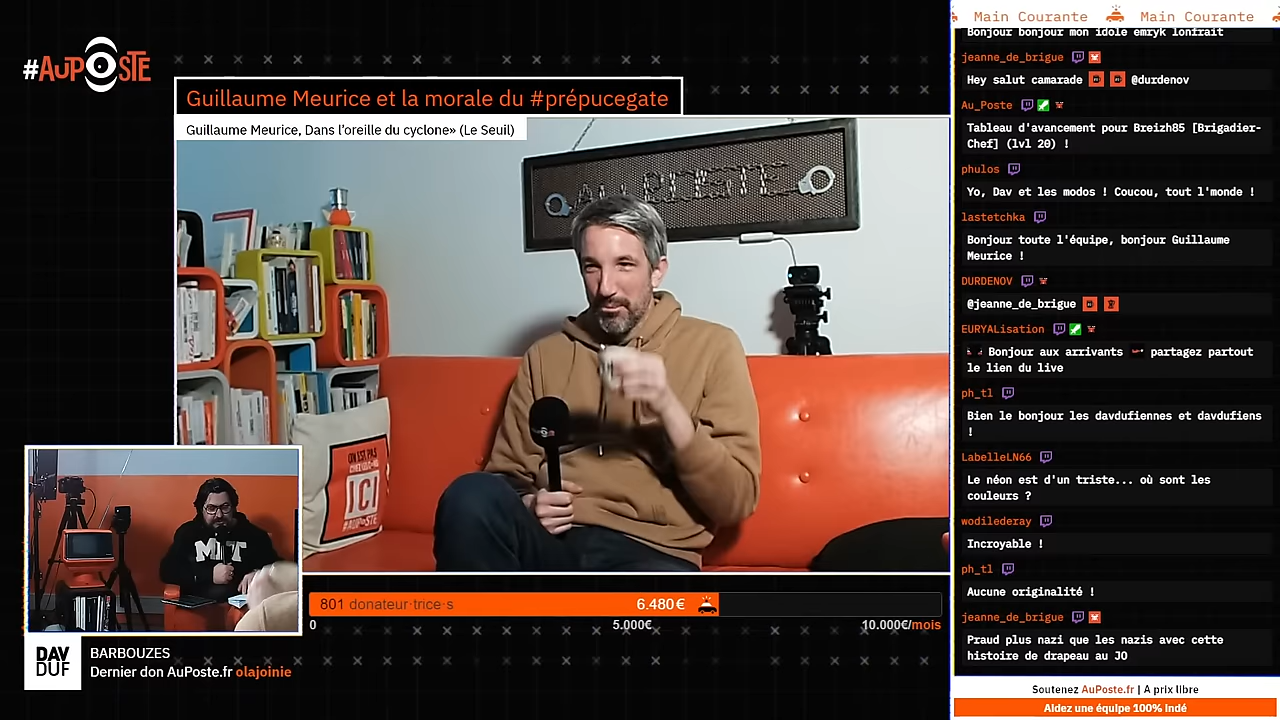 #AUPOSTE
Guillaume Meurice et la morale du #prépucegate
Guillaume Meurice, Dans l'oreille du cyclone» (Le Seuil)
AU POSTE
ICI
#AUPOSTE
MIT
801 donateur·trice·s
6.480€
0
5.000€
10.000€/mois
DAV
DUF
BARBOUZES
Dernier don AuPoste.fr olajoinie
Main Courante
Main Courante
Bonjour bonjour mon idole emryk lonfrait
jeanne_de_brigue
Hey salut camarade @durdenov
Au_Poste
Tableau d'avancement pour Breizh85 [Brigadier-
Chef] (lvl 20) !
phulos
Yo, Dav et les modos ! Coucou, tout l'monde !
lastetchka
Bonjour toute l'équipe, bonjour Guillaume
Meurice !
DURDENOV
@jeanne_de_brigue
EURYALisation
Bonjour aux arrivants partagez partout
le lien du live
ph_tl
Bien le bonjour les davdufiennes et davdufiens
!
LabelleLN66
Le néon est d'un triste... où sont les
couleurs ?
wodilederay
Incroyable !
ph_tl
Aucune originalité !
jeanne_de_brigue
Praud plus nazi que les nazis avec cette
histoire de drapeau au JO
Soutenez AuPoste.fr | A prix libre
Aidez une équipe 100% indé